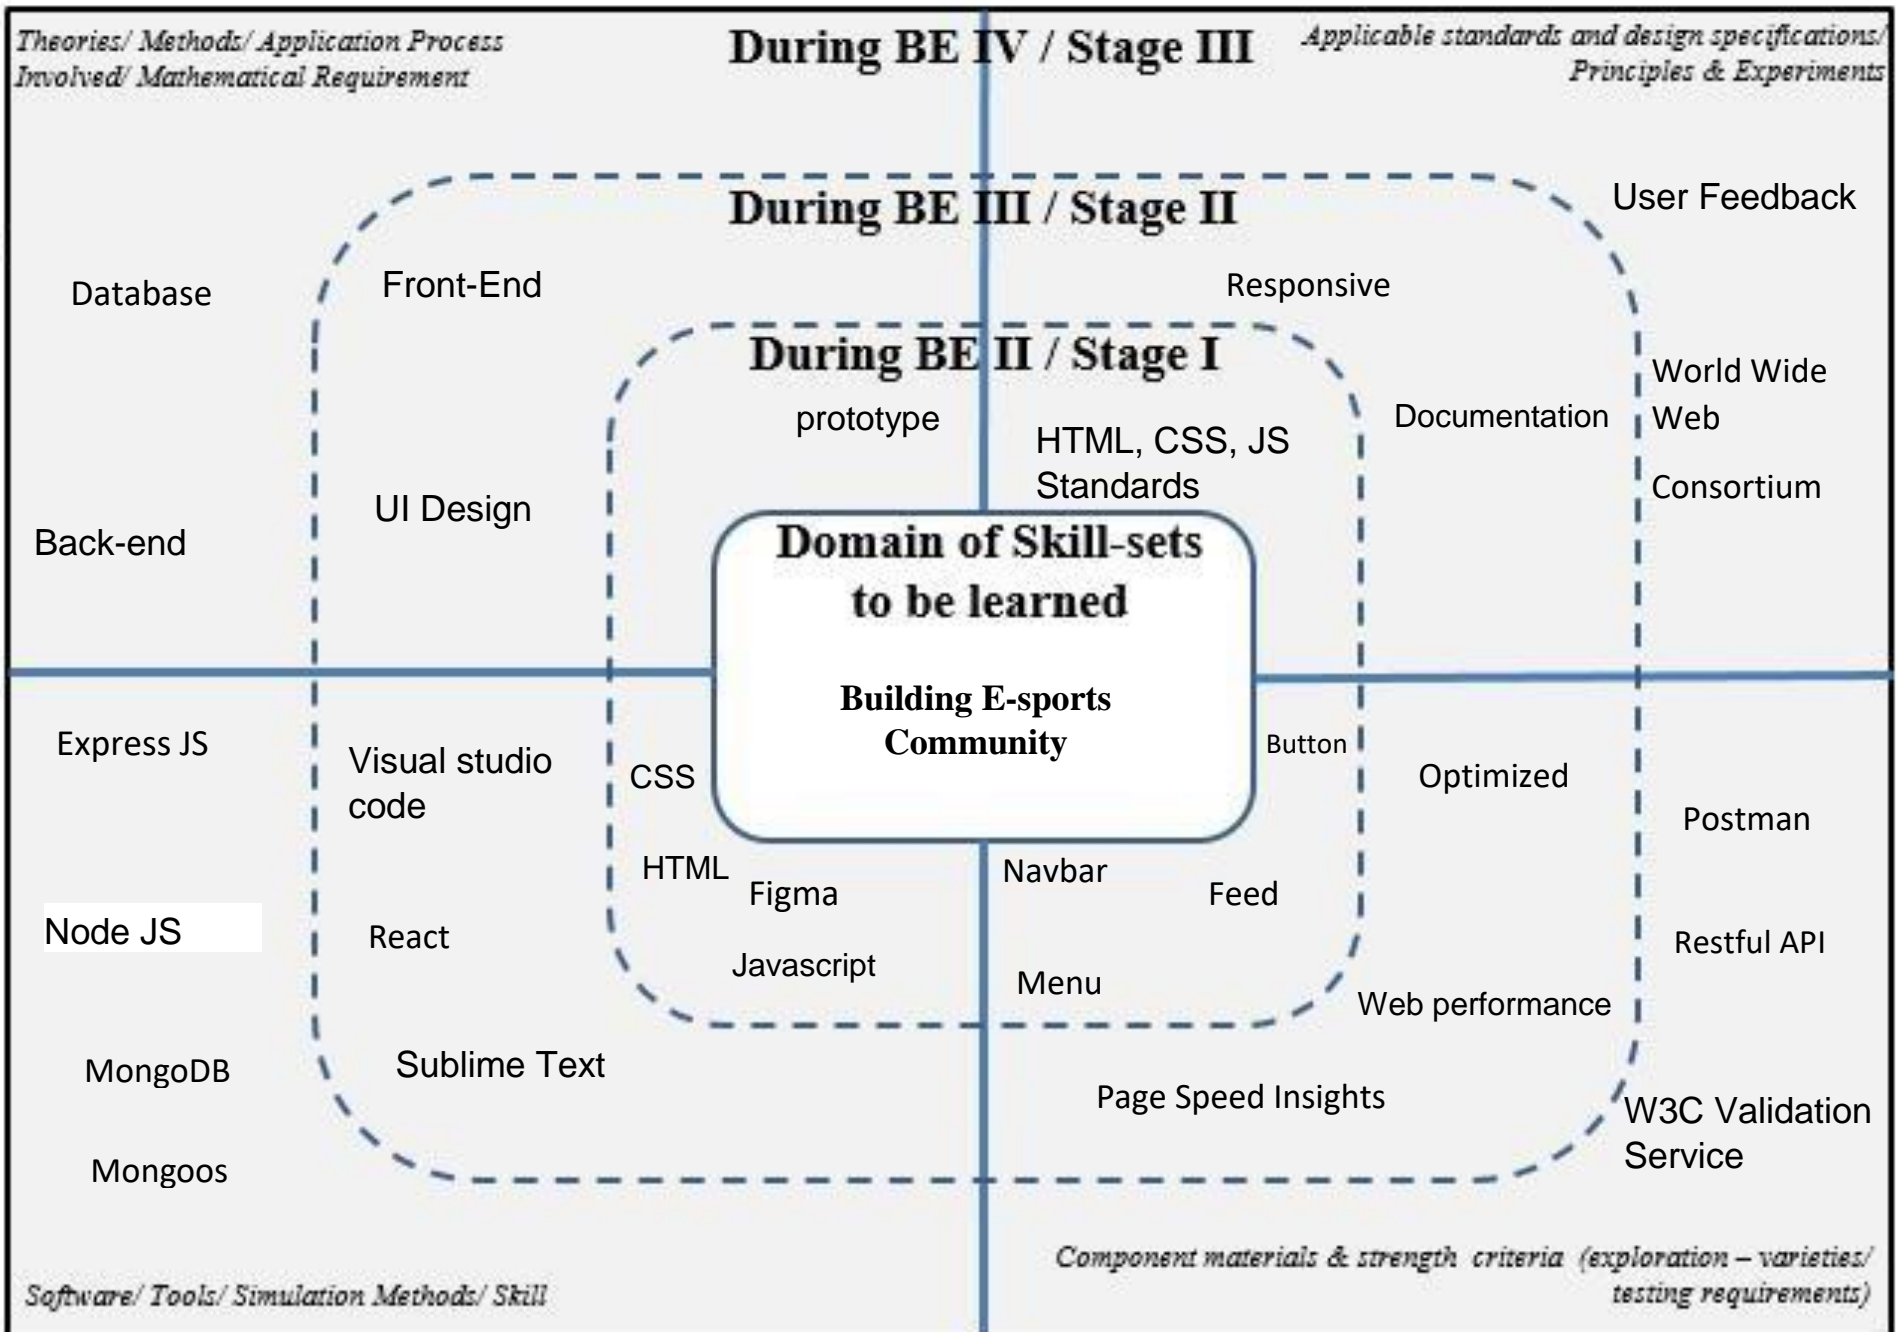 Theories/ Methods/ Application Process
Involved/ Mathematical Requirement
During BE IV / Stage III
Applicable standards and design specifications/
Principles & Experiments
During BE III / Stage II
User Feedback
Database
Front-End
Responsive
During BE II / Stage I
World Wide
Web
Consortium
prototype
Documentation
HTML, CSS, JS
Standards
UI Design
Back-end
Domain of Skill-sets
to be learned
Building E-sports
Community
Express JS
Visual studio
code
CSS
Button
Optimized
Postman
HTML
Figma
Navbar
Feed
Node JS
React
Javascript
Menu
Restful API
Web performance
MongoDB
Sublime Text
Page Speed Insights
W3C Validation
Service
Mongoos
Software/ Tools/ Simulation Methods/ Skill
Component materials & strength criteria (exploration – varieties/
testing requirements)